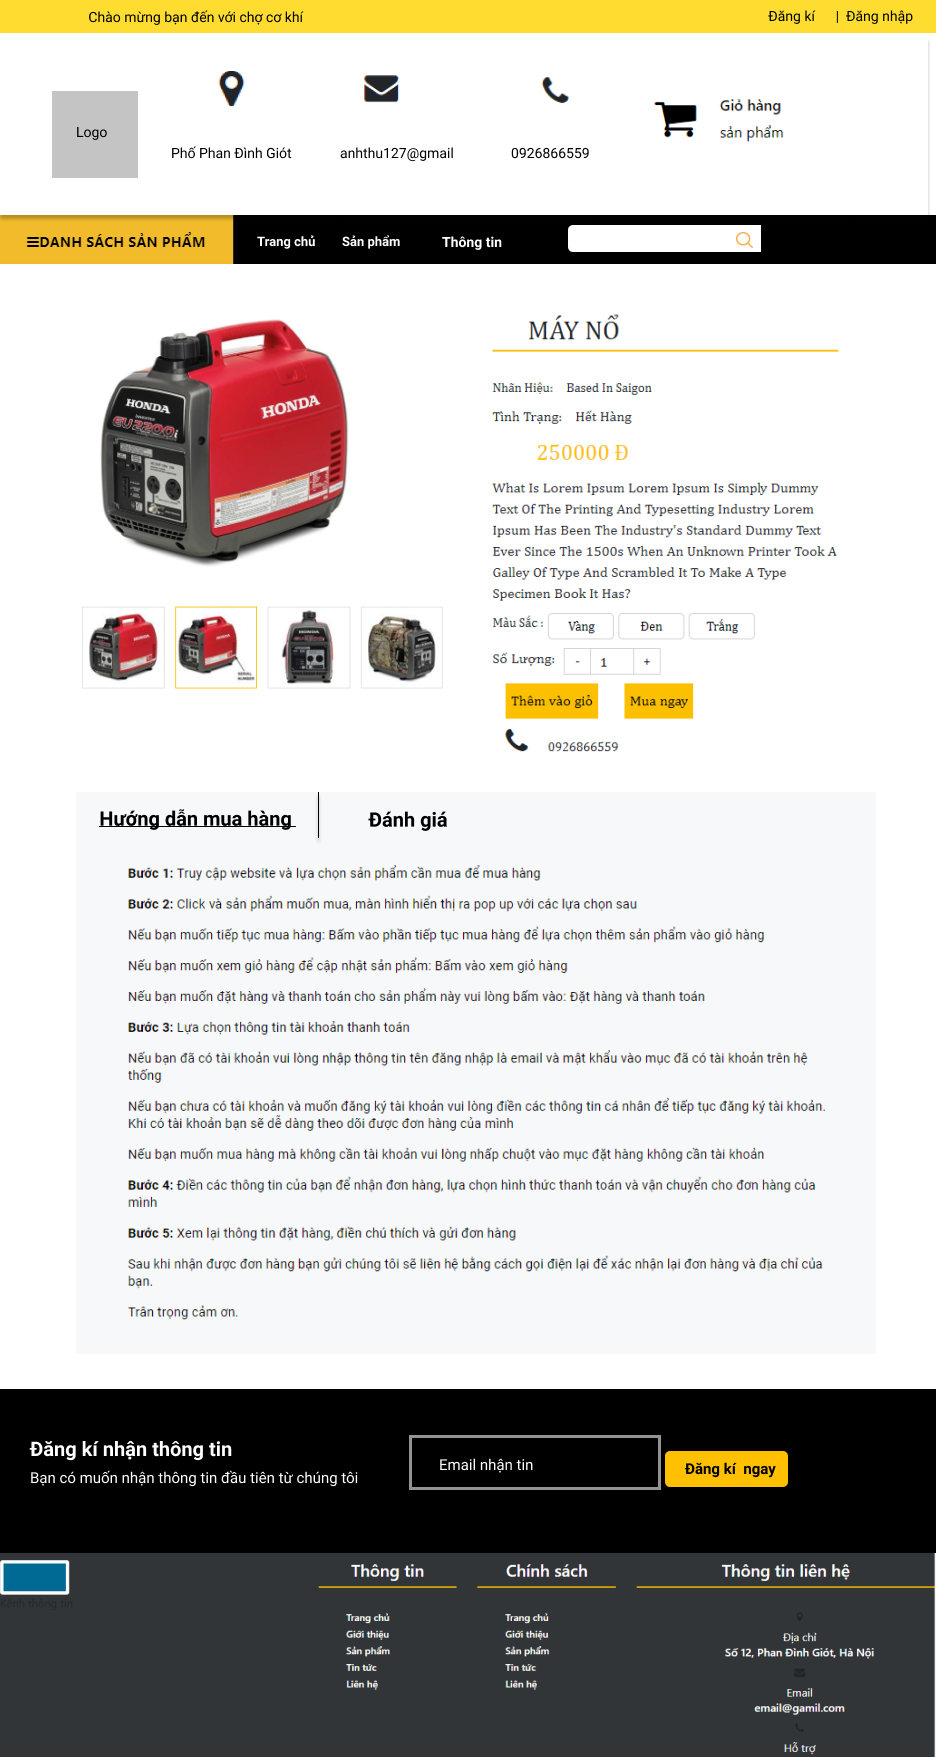 Chào mừng bạn đến với chợ cơ khí
Đăng kí | Đăng nhập
Logo
Phố Phan Đình Giót
anhthu127@gmail
0926866559
Giỏ hàng
sản phẩm
DANH SÁCH SẢN PHẨM
Trang chủ
Sản phẩm
Thông tin
HONDA
EU2200i
HONDA
SERIAL NUMBER
MÁY NỔ
Nhãn Hiệu: Based In Saigon
Tình Trạng: Hết Hàng
250000 Đ
What Is Lorem Ipsum Lorem Ipsum Is Simply Dummy
Text Of The Printing And Typesetting Industry Lorem
Ipsum Has Been The Industry's Standard Dummy Text
Ever Since The 1500s When An Unknown Printer Took A
Galley Of Type And Scrambled It To Make A Type
Specimen Book It Has?
Màu Sắc : Vàng Đen Trắng
Số Lượng: - 1 +
Thêm vào giỏ
Mua ngay
0926866559
Hướng dẫn mua hàng
Đánh giá
Bước 1: Truy cập website và lựa chọn sản phẩm cần mua để mua hàng
Bước 2: Click và sản phẩm muốn mua, màn hình hiển thị ra pop up với các lựa chọn sau
Nếu bạn muốn tiếp tục mua hàng: Bấm vào phần tiếp tục mua hàng để lựa chọn thêm sản phẩm vào giỏ hàng
Nếu bạn muốn xem giỏ hàng để cập nhật sản phẩm: Bấm vào xem giỏ hàng
Nếu bạn muốn đặt hàng và thanh toán cho sản phẩm này vui lòng bấm vào: Đặt hàng và thanh toán
Bước 3: Lựa chọn thông tin tài khoản thanh toán
Nếu bạn đã có tài khoản vui lòng nhập thông tin tên đăng nhập là email và mật khẩu vào mục đã có tài khoản trên hệ
thống
Nếu bạn chưa có tài khoản và muốn đăng ký tài khoản vui lòng điền các thông tin cá nhân để tiếp tục đăng ký tài khoản.
Khi có tài khoản bạn sẽ dễ dàng theo dõi được đơn hàng của mình
Nếu bạn muốn mua hàng mà không cần tài khoản vui lòng nhấp chuột vào mục đặt hàng không cần tài khoản
Bước 4: Điền các thông tin của bạn để nhận đơn hàng, lựa chọn hình thức thanh toán và vận chuyển cho đơn hàng của
mình
Bước 5: Xem lại thông tin đặt hàng, điền chú thích và gửi đơn hàng
Sau khi nhận được đơn hàng bạn gửi chúng tôi sẽ liên hệ bằng cách gọi điện lại để xác nhận lại đơn hàng và địa chỉ của
bạn.
Trân trọng cảm ơn.
Đăng kí nhận thông tin
Bạn có muốn nhận thông tin đầu tiên từ chúng tôi
Email nhận tin
Đăng kí ngay
Kênh thông tin
Thông tin
Trang chủ
Giới thiệu
Sản phẩm
Tin tức
Liên hệ
Chính sách
Trang chủ
Giới thiệu
Sản phẩm
Tin tức
Liên hệ
Thông tin liên hệ
Địa chỉ
Số 12, Phan Đình Giót, Hà Nội
Email
email@gamil.com
Hỗ trợ